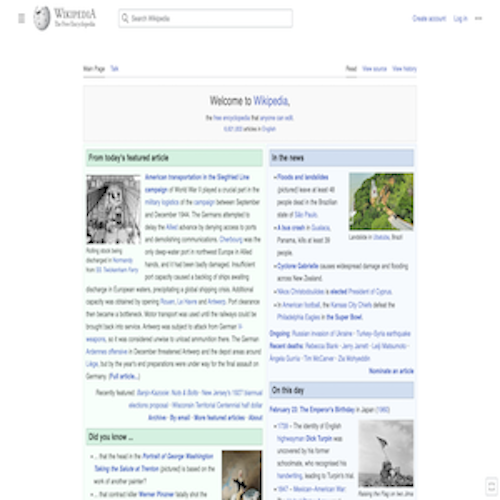 WIKIPEDIA
The Free Encyclopedia
Search Wikipedia
Create account Log in
Main Page Talk
Read View source View history
Welcome to Wikipedia,
the free encyclopedia that anyone can edit.
articles in English
From today's featured article
American transportation in the Siegfried Line
campaign of World War II played a crucial part in the
military logistics of the campaign between September
and December 1944. The Germans attempted to
delay the Allied advance by denying access to ports
and demolishing communications. Cherbourg was the
only deep-water port in northwest Europe in Allied
hands, and it had been badly damaged. Insufficient
port capacity caused a backlog of ships awaiting
discharge in European waters, precipitating a global shipping crisis. Additional
capacity was obtained by opening Rouen, Le Havre and Antwerp. Port clearance
then became a bottleneck. Motor transport was used until the railways could be
brought back into service. Antwerp was subject to attack from German V-
weapons, so it was considered unwise to unload ammunition there. The German
Ardennes offensive in December threatened Antwerp and the depot areas around
Liège, but by the year's end preparations were under way for the final assault on
Germany. (Full article...)
Rolling stock being
discharged in Normandy
from SS Twickenham Ferry
Recently featured: Banjo-Kazooie: Nuts & Bolts · New Jersey's 1927 biannual
elections proposal · Wisconsin Territorial Centennial half dollar
Archive · By email · More featured articles · About
Did you know ...
• ... that the head in the Portrait of George Washington
Taking the Salute at Trenton (pictured) is based on the
work of another painter?
• ... that contract killer Werner Pinzner fatally shot the
In the news
• Floods and landslides
(pictured) leave at least 48
people dead in the Brazilian
state of São Paulo.
• A bus crash in Gualaca,
Panama, kills at least 39
people.
• Cyclone Gabrielle causes widespread damage and flooding
across New Zealand.
• Nikos Christodoulides is elected President of Cyprus.
• In American football, the Kansas City Chiefs defeat the
Philadelphia Eagles in the Super Bowl.
Landslide in Ubatuba, Brazil
Ongoing: Russian invasion of Ukraine · Turkey–Syria earthquake
Recent deaths: Rebecca Blank · Jerry Jarrett · Lelji Matsumoto ·
Angela Gurria · Tim McCarver · Zia Mohyeddin
Nominate an article
On this day
February 23: The Emperor's Birthday in Japan (1960)
• 1739 – The identity of English
highwayman Dick Turpin was
uncovered by his former
schoolmate, who recognised his
handwriting, leading to Turpin's trial.
• 1847 – Mexican–American War:
Raising the Flag on Iwo Jima